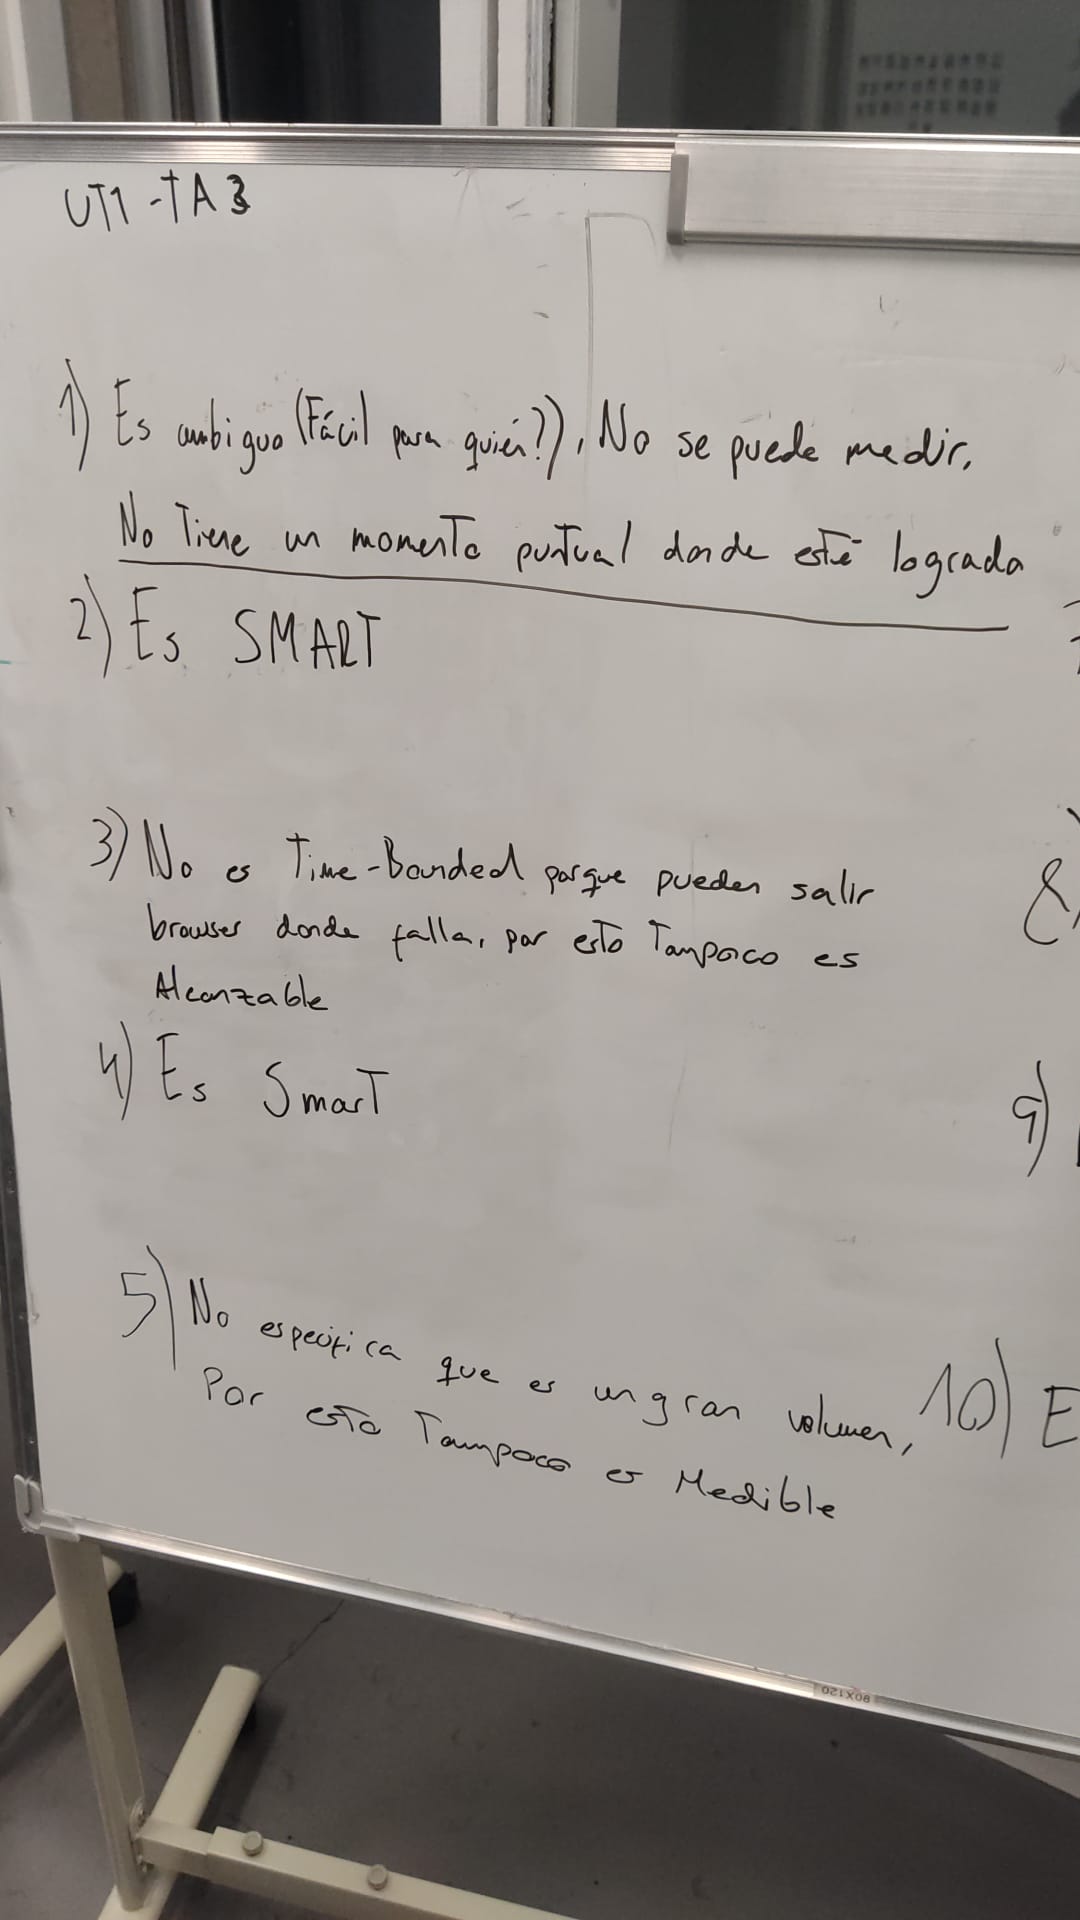 UT1-TA3
1) Es ambiguo (Fácil para quién?)), No se puede medir.
No Tiene un momento puntual donde esté lograda
2) Es SMART
3) No es Time-Bounded porque pueden salir
browser donde falla, por esto Tampoco es
Alcanzable
4) Es SmarT
5) No especifica que es un gran volumen,
Por esto Tampoco es Medible
8)
9)
10) E
80X120